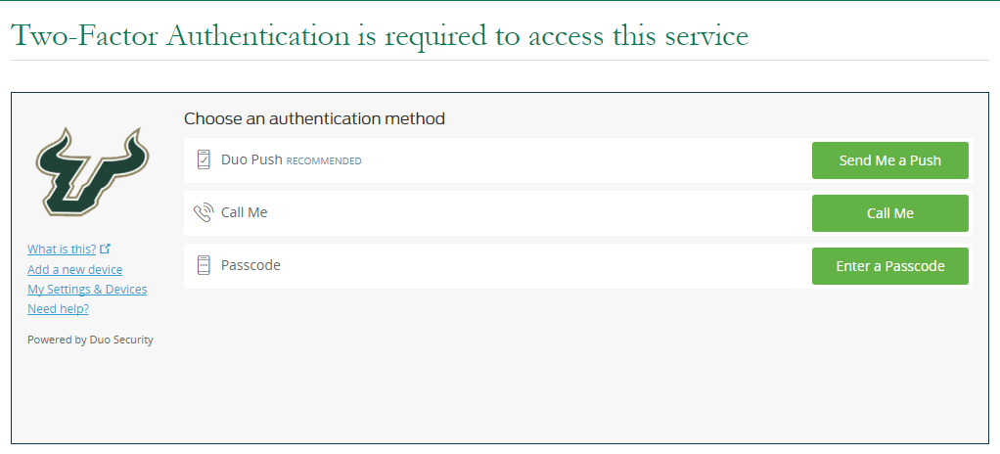 Two-Factor Authentication is required to access this service
Choose an authentication method
Duo Push RECOMMENDED
Send Me a Push
Call Me
Call Me
Passcode
Enter a Passcode
What is this?
Add a new device
My Settings & Devices
Need help?
Powered by Duo Security